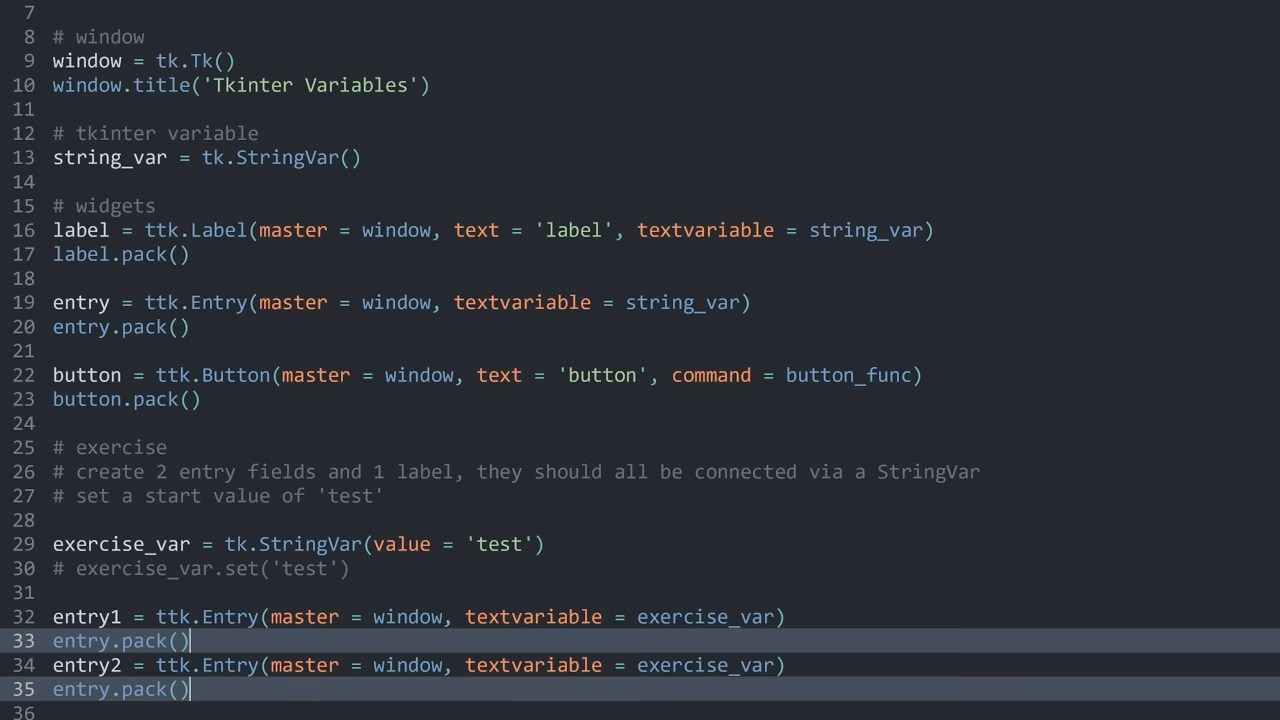 7
8 # window
9 window = tk.Tk()
10 window.title('Tkinter Variables')
11
12 # tkinter variable
13 string_var = tk.StringVar()
14
15 # widgets
16 label = ttk.Label(master = window, text = 'label', textvariable = string_var)
17 label.pack()
18
19 entry = ttk.Entry(master = window, textvariable = string_var)
20 entry.pack()
21
22 button = ttk.Button(master = window, text = 'button', command = button_func)
23 button.pack()
24
25 # exercise
26 # create 2 entry fields and 1 label, they should all be connected via a StringVar
27 # set a start value of 'test'
28
29 exercise_var = tk.StringVar(value = 'test')
30 # exercise_var.set('test')
31
32 entry1 = ttk.Entry(master = window, textvariable = exercise_var)
33 entry.pack()
34 entry2 = ttk.Entry(master = window, textvariable = exercise_var)
35 entry.pack()
36